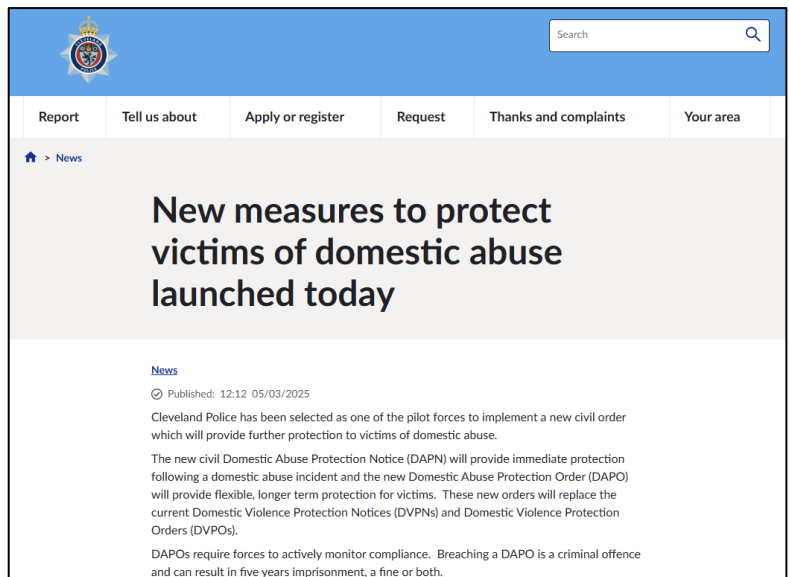 Search
Report
Tell us about
Apply or register
Request
Thanks and complaints
Your area
> News
New measures to protect
victims of domestic abuse
launched today
News
Published: 12:12 05/03/2025
Cleveland Police has been selected as one of the pilot forces to implement a new civil order
which will provide further protection to victims of domestic abuse.
The new civil Domestic Abuse Protection Notice (DAPN) will provide immediate protection
following a domestic abuse incident and the new Domestic Abuse Protection Order (DAPO)
will provide flexible, longer term protection for victims. These new orders will replace the
current Domestic Violence Protection Notices (DVPNs) and Domestic Violence Protection
Orders (DVPOs).
DAPOs require forces to actively monitor compliance. Breaching a DAPO is a criminal offence
and can result in five years imprisonment, a fine or both.